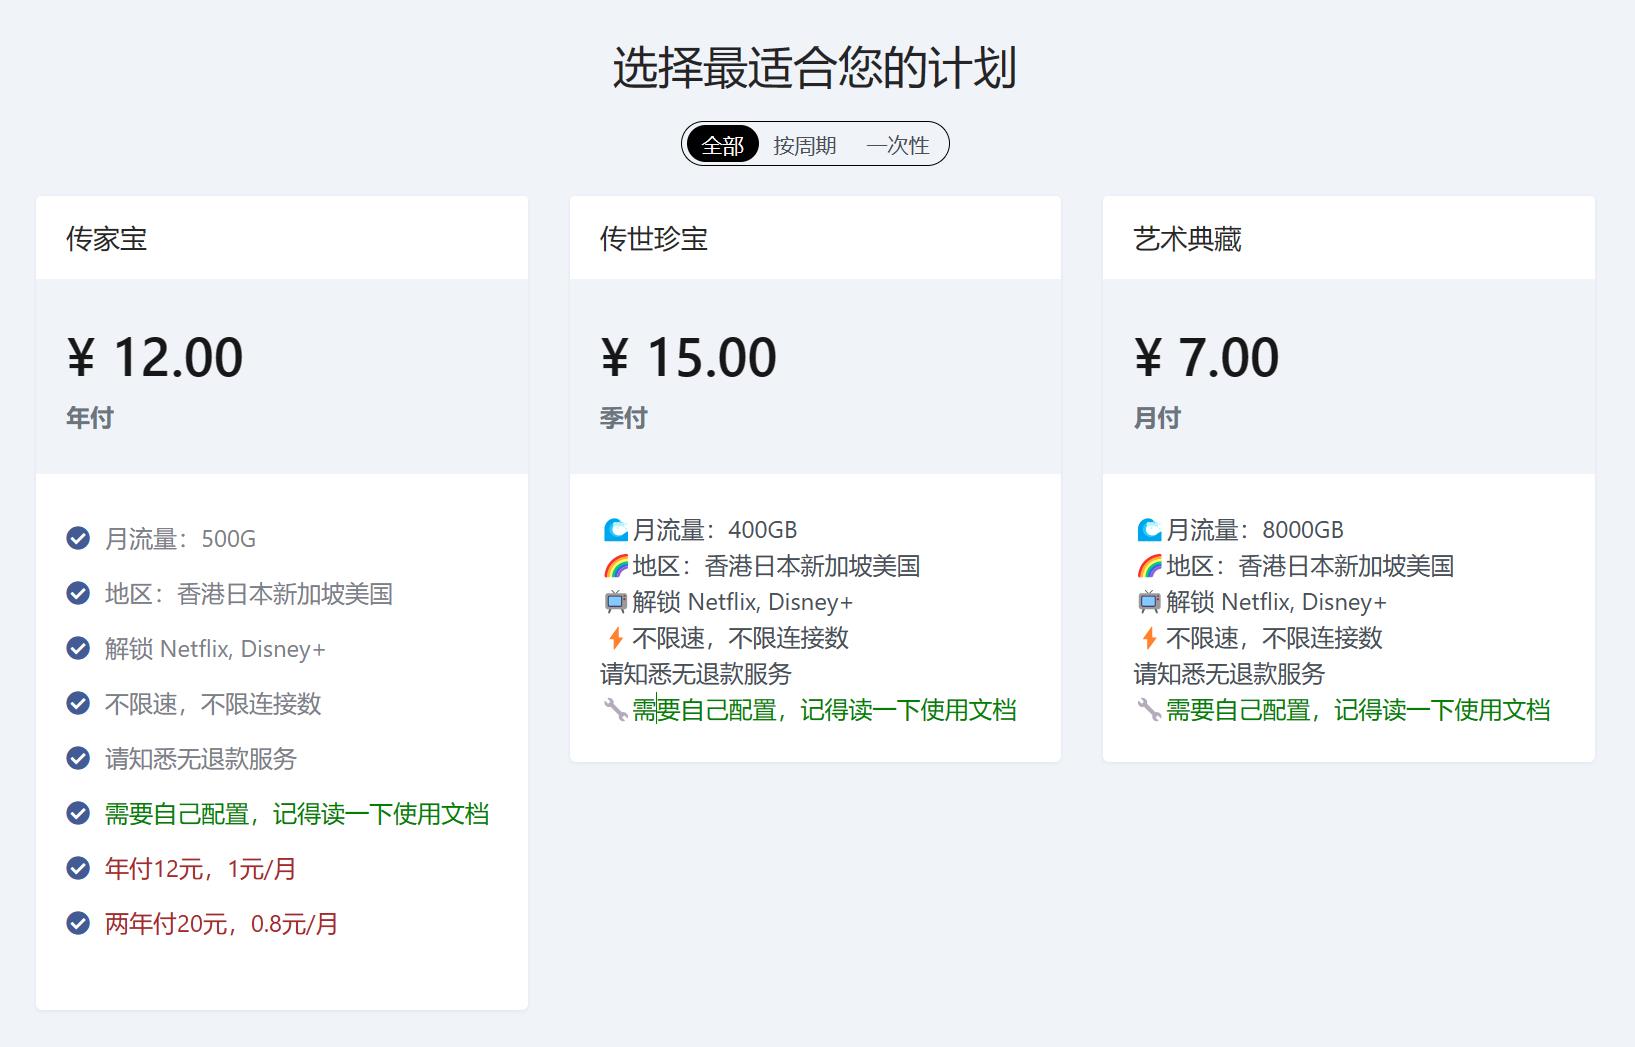 选择最适合您的计划
全部 按周期 一次性
传家宝
¥ 12.00
年付
月流量：500G
地区：香港日本新加坡美国
解锁 Netflix, Disney+
不限速，不限连接数
请知悉无退款服务
需要自己配置，记得读一下使用文档
年付12元，1元/月
两年付20元，0.8元/月
传世珍宝
¥ 15.00
季付
🌊月流量：400GB
🌈地区：香港日本新加坡美国
📺解锁 Netflix, Disney+
⚡不限速，不限连接数
请知悉无退款服务
🔧需要自己配置，记得读一下使用文档
艺术典藏
¥ 7.00
月付
🌊月流量：8000GB
🌈地区：香港日本新加坡美国
📺解锁 Netflix, Disney+
⚡不限速，不限连接数
请知悉无退款服务
🔧需要自己配置，记得读一下使用文档